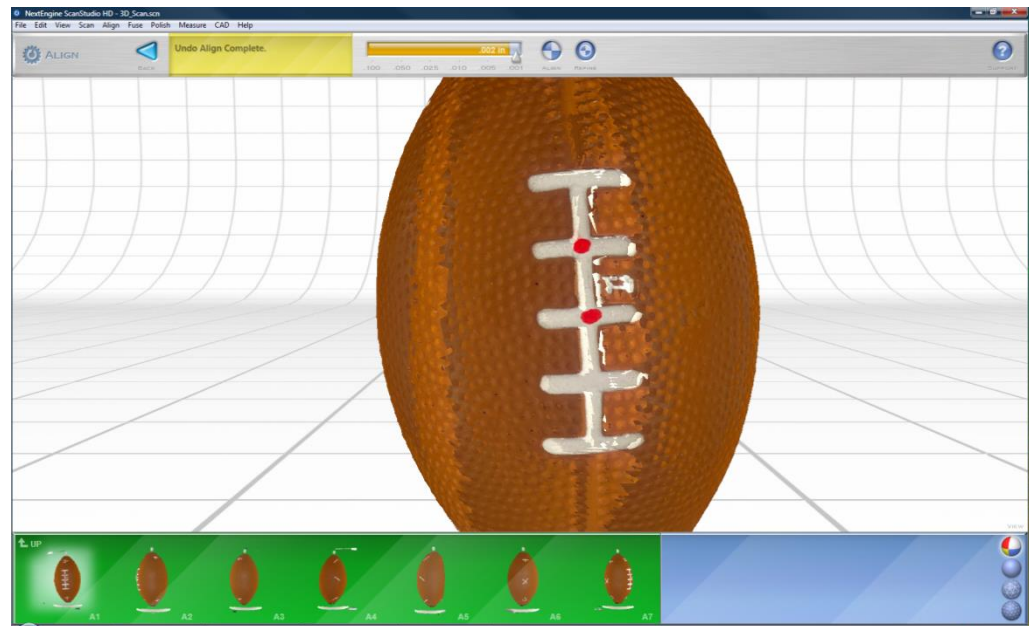 NextEngine ScanStudio HD - 3D_Scan.scn
File Edit View Scan Align Fuse Polish Measure CAD Help
ALIGN
BACK
Undo Align Complete.
.002 in
.100 .050 .025 .010 .005 .001
ALIGN
REFINE
SUPPORT
VIEW
UP
A1 A2 A3 A4 A5 A6 A7